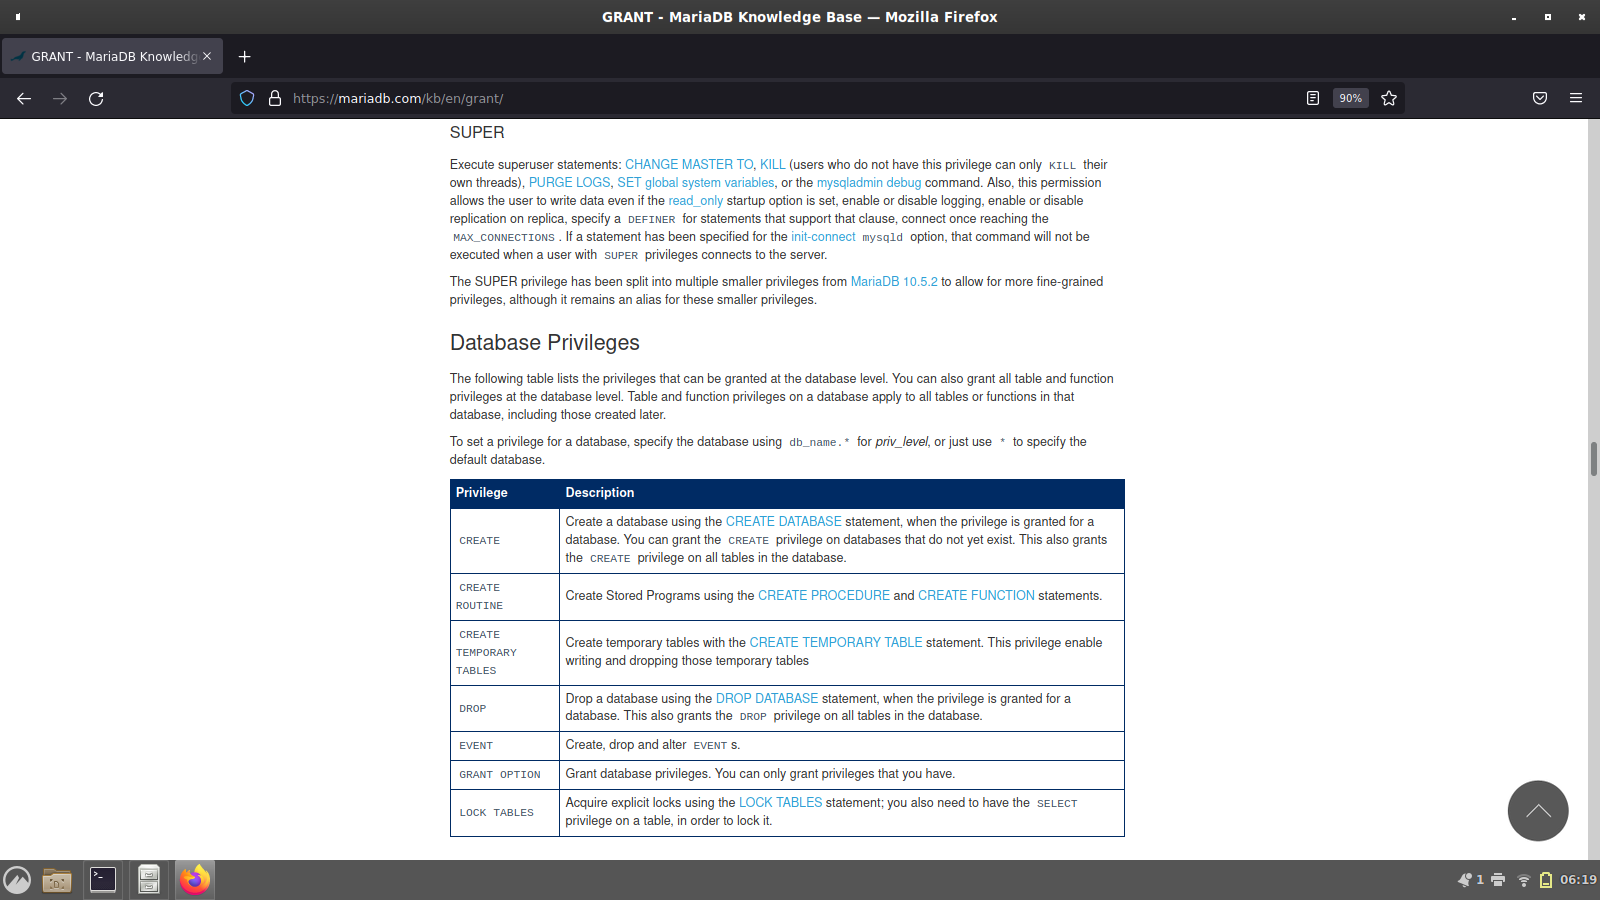 GRANT - MariaDB Knowledge Base — Mozilla Firefox
GRANT - MariaDB Knowledg
https://mariadb.com/kb/en/grant/
90%
SUPER
Execute superuser statements: CHANGE MASTER TO, KILL (users who do not have this privilege can only KILL their
own threads), PURGE LOGS, SET global system variables, or the mysqladmin debug command. Also, this permission
allows the user to write data even if the read_only startup option is set, enable or disable logging, enable or disable
replication on replica, specify a DEFINER for statements that support that clause, connect once reaching the
MAX_CONNECTIONS. If a statement has been specified for the init-connect mysqld option, that command will not be
executed when a user with SUPER privileges connects to the server.
The SUPER privilege has been split into multiple smaller privileges from MariaDB 10.5.2 to allow for more fine-grained
privileges, although it remains an alias for these smaller privileges.
Database Privileges
The following table lists the privileges that can be granted at the database level. You can also grant all table and function
privileges at the database level. Table and function privileges on a database apply to all tables or functions in that
database, including those created later.
To set a privilege for a database, specify the database using db_name.* for priv_level, or just use * to specify the
default database.
Privilege Description
CREATE
Create a database using the CREATE DATABASE statement, when the privilege is granted for a
database. You can grant the CREATE privilege on databases that do not yet exist. This also grants
the CREATE privilege on all tables in the database.
CREATE
ROUTINE
Create Stored Programs using the CREATE PROCEDURE and CREATE FUNCTION statements.
CREATE
TEMPORARY
TABLES
Create temporary tables with the CREATE TEMPORARY TABLE statement. This privilege enable
writing and dropping those temporary tables
DROP
Drop a database using the DROP DATABASE statement, when the privilege is granted for a
database. This also grants the DROP privilege on all tables in the database.
EVENT
Create, drop and alter EVENT s.
GRANT OPTION
Grant database privileges. You can only grant privileges that you have.
LOCK TABLES
Acquire explicit locks using the LOCK TABLES statement; you also need to have the SELECT
privilege on a table, in order to lock it.
1
06:19